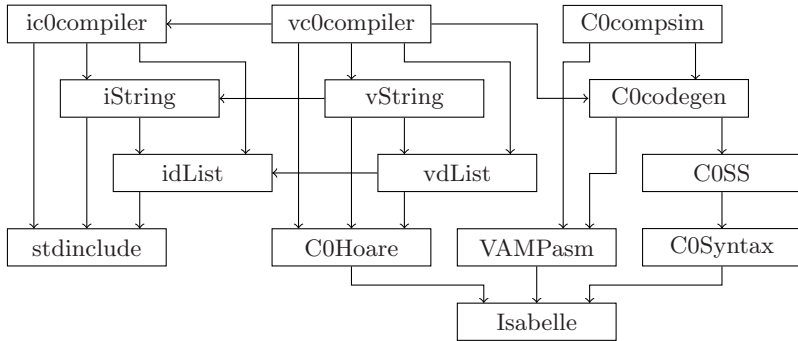 ic0compiler vc0compiler C0compsim
iString vString C0codegen
idList vdList C0SS
stdinclude C0Hoare VAMPasm C0Syntax
Isabelle